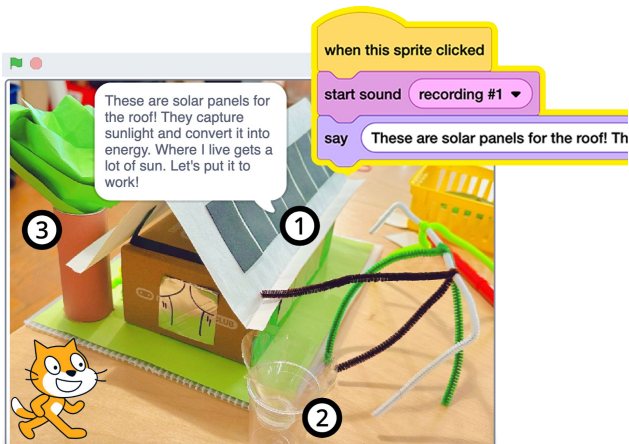 when this sprite clicked
start sound recording #1
say These are solar panels for the roof! Th
These are solar panels for
the roof! They capture
sunlight and convert it into
energy. Where I live gets a
lot of sun. Let's put it to
work!
1
3
CLUB
2